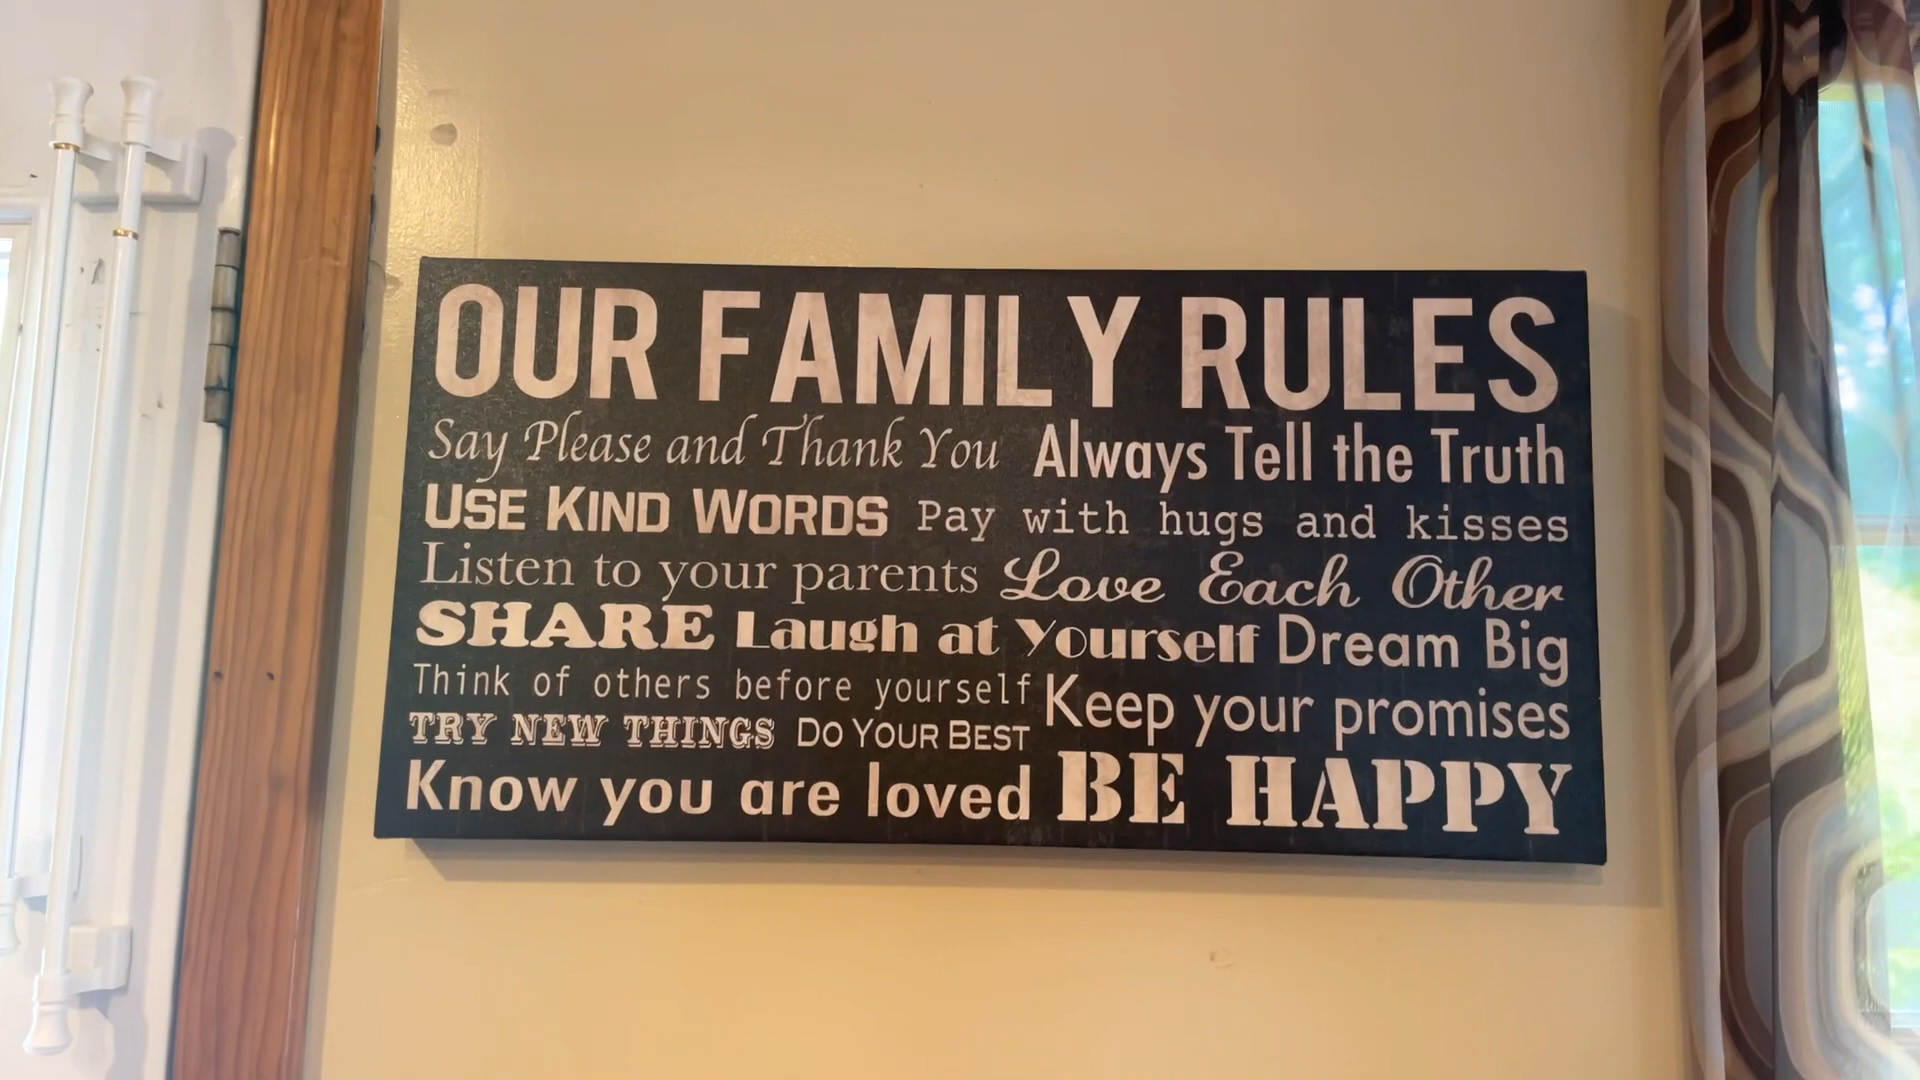 OUR FAMILY RULES
Say Please and Thank You Always Tell the Truth
USE KIND WORDS Pay with hugs and kisses
Listen to your parents Love Each Other
SHARE Laugh at Yourself Dream Big
Think of others before yourself Keep your promises
TRY NEW THINGS DO YOUR BEST
Know you are loved BE HAPPY